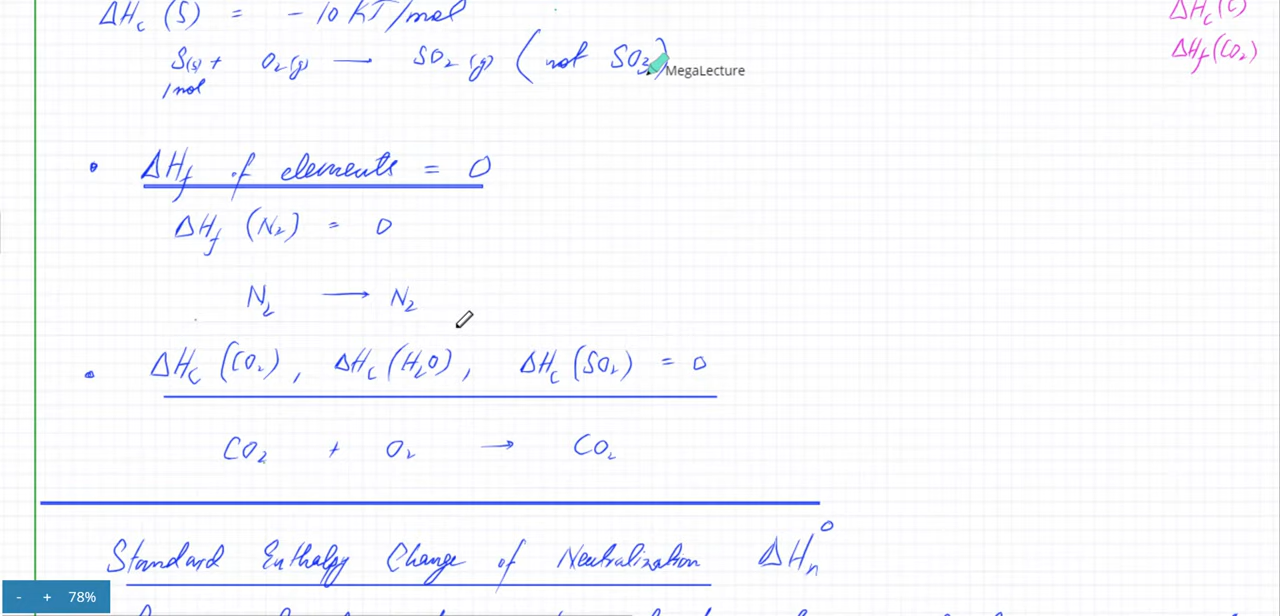 ΔHc (S) = -10 KJ/mol
S(s) + O2(g) → SO2(g) (not SO3)
1mol
MegaLecture
ΔHc(C)
ΔHf(CO2)
• ΔHf of elements = 0
ΔHf (N2) = 0
N2 → N2
• ΔHc (CO2), ΔHc (H2O), ΔHc (SO2) = 0
CO2 + O2 → CO2
Standard Enthalpy Change of Neutralization ΔHn°
- + 78%